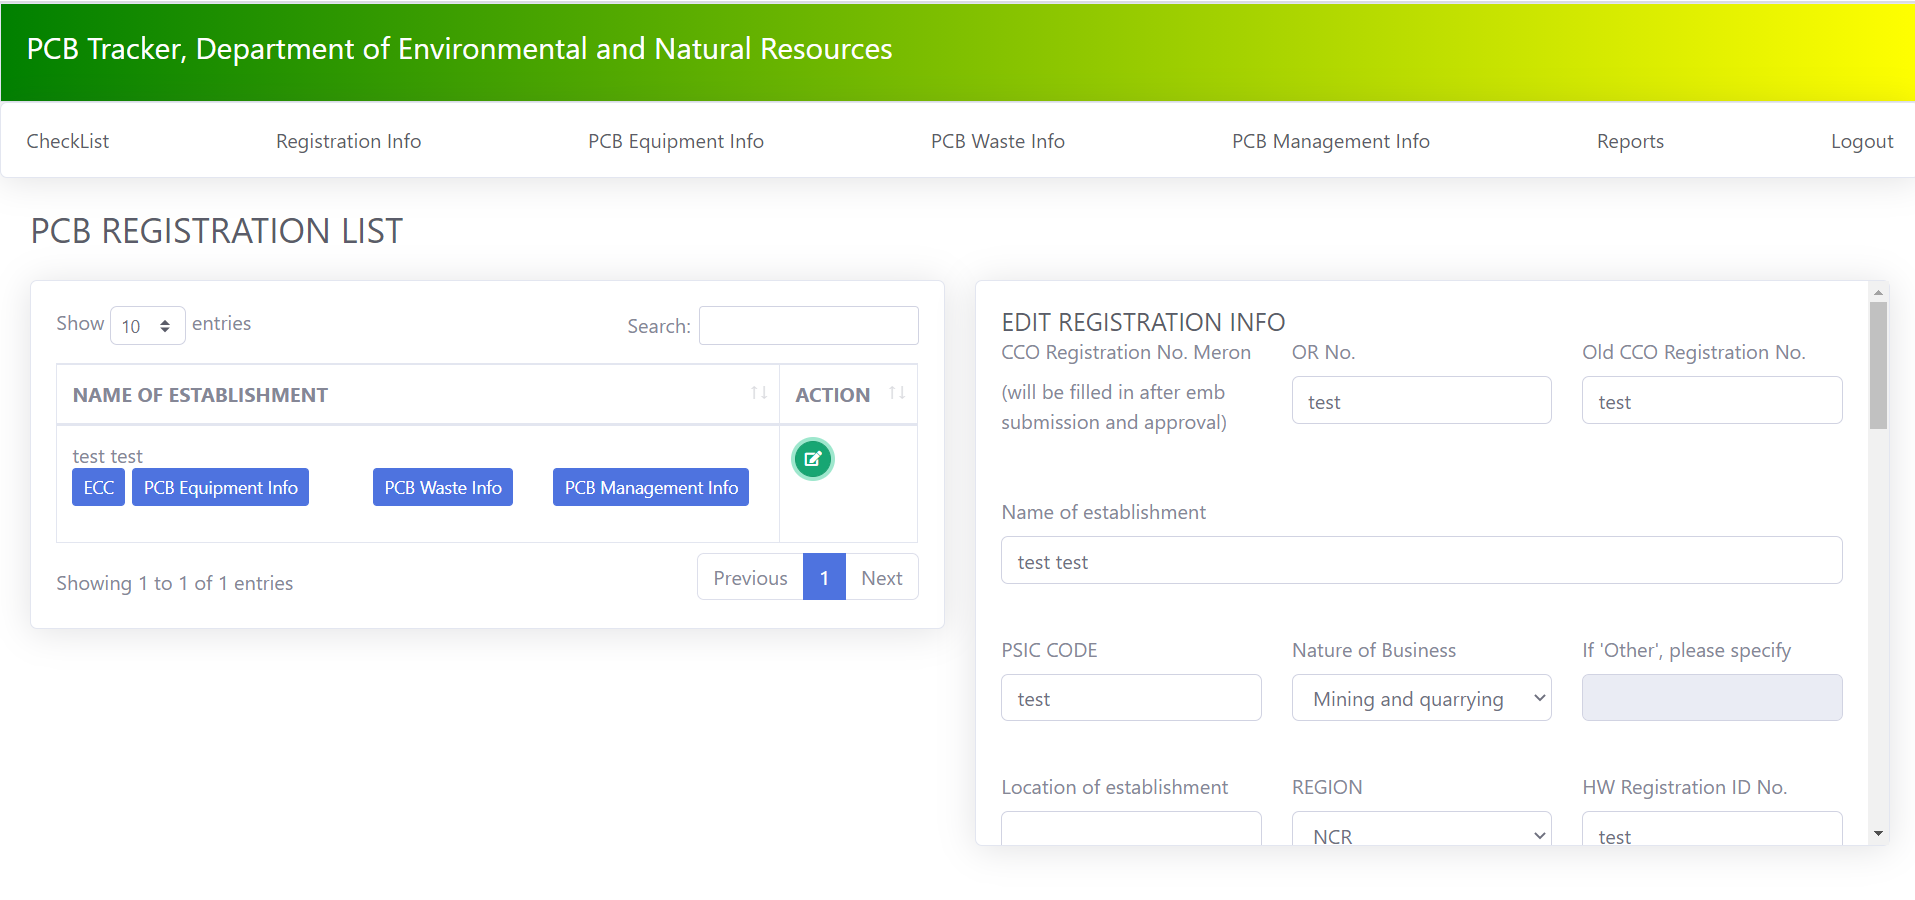 PCB Tracker, Department of Environmental and Natural Resources
CheckList Registration Info PCB Equipment Info PCB Waste Info PCB Management Info Reports Logout
PCB REGISTRATION LIST
Show 10 entries Search:
NAME OF ESTABLISHMENT ACTION
test test
ECC PCB Equipment Info PCB Waste Info PCB Management Info
Showing 1 to 1 of 1 entries Previous 1 Next
EDIT REGISTRATION INFO
CCO Registration No. Meron OR No. Old CCO Registration No.
(will be filled in after emb
submission and approval)
test test
Name of establishment
test test
PSIC CODE Nature of Business If 'Other', please specify
test Mining and quarrying
Location of establishment REGION HW Registration ID No.
NCR test